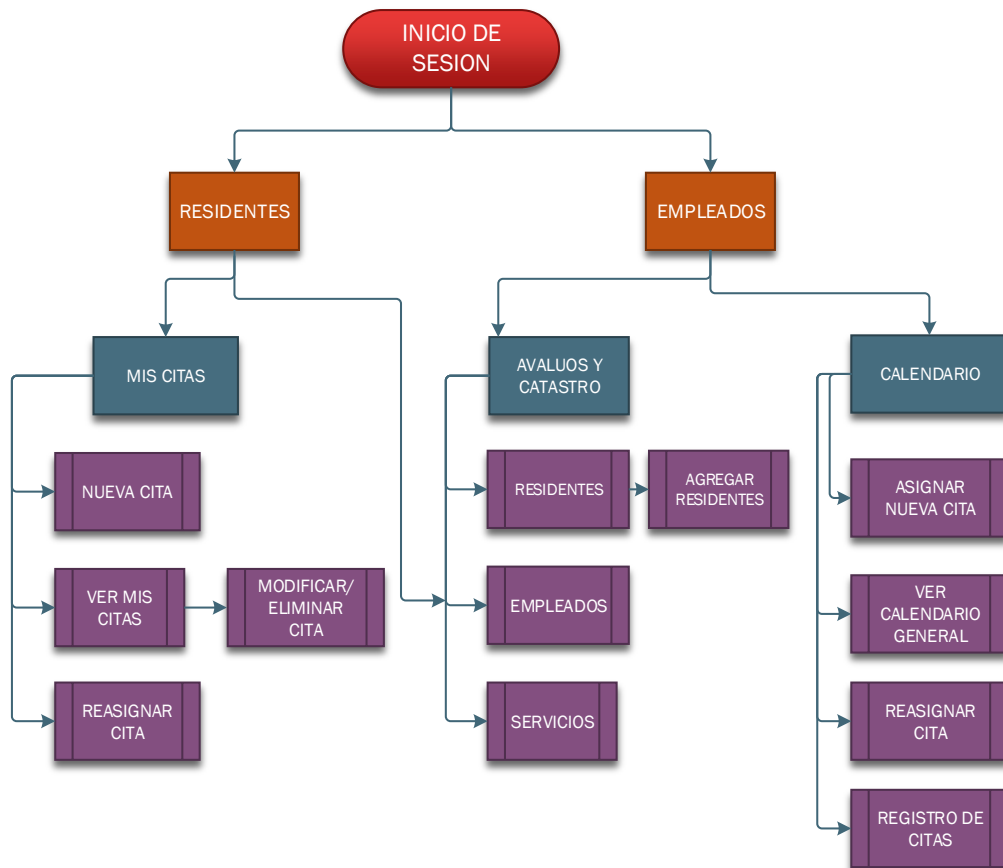 INICIO DE
SESION
RESIDENTES
EMPLEADOS
MIS CITAS
AVALUOS Y
CATASTRO
CALENDARIO
NUEVA CITA
RESIDENTES
AGREGAR
RESIDENTES
ASIGNAR
NUEVA CITA
VER MIS
CITAS
MODIFICAR/
ELIMINAR
CITA
EMPLEADOS
VER
CALENDARIO
GENERAL
REASIGNAR
CITA
SERVICIOS
REASIGNAR
CITA
REGISTRO DE
CITAS